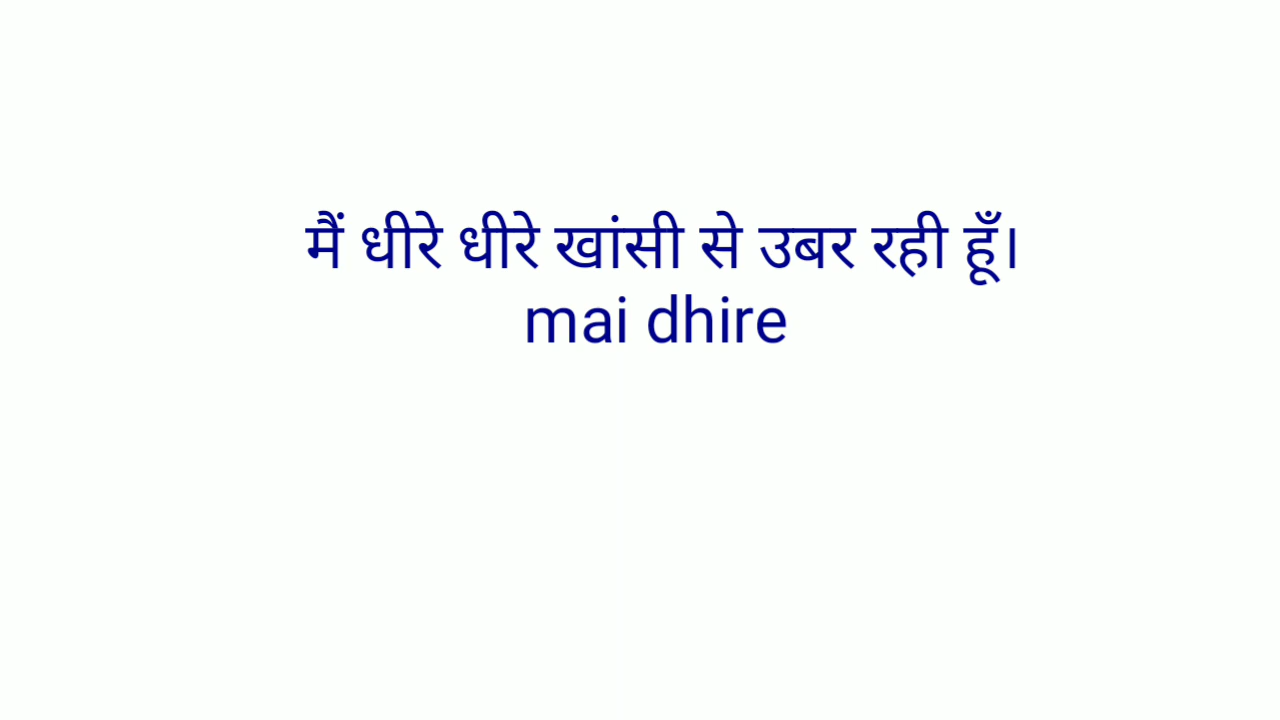 मैं धीरे धीरे खांसी से उबर रही हूँ।
mai dhire